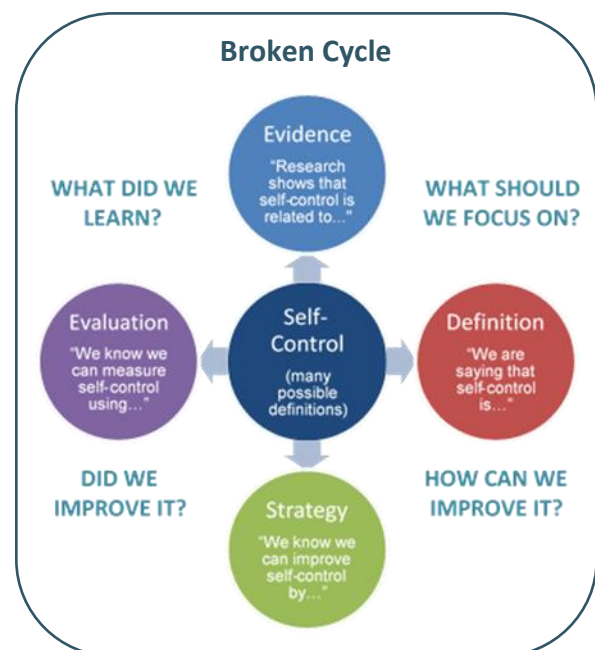 Broken Cycle
Evidence
“Research
shows that
self-control is
related to…”
WHAT DID WE
LEARN?
WHAT SHOULD
WE FOCUS ON?
Evaluation
“We know we
can measure
self-control
using…”
Self-
Control
(many
possible
definitions)
Definition
“We are
saying that
self-control
is…”
DID WE
IMPROVE IT?
HOW CAN WE
IMPROVE IT?
Strategy
“We know we
can improve
self-control
by…”